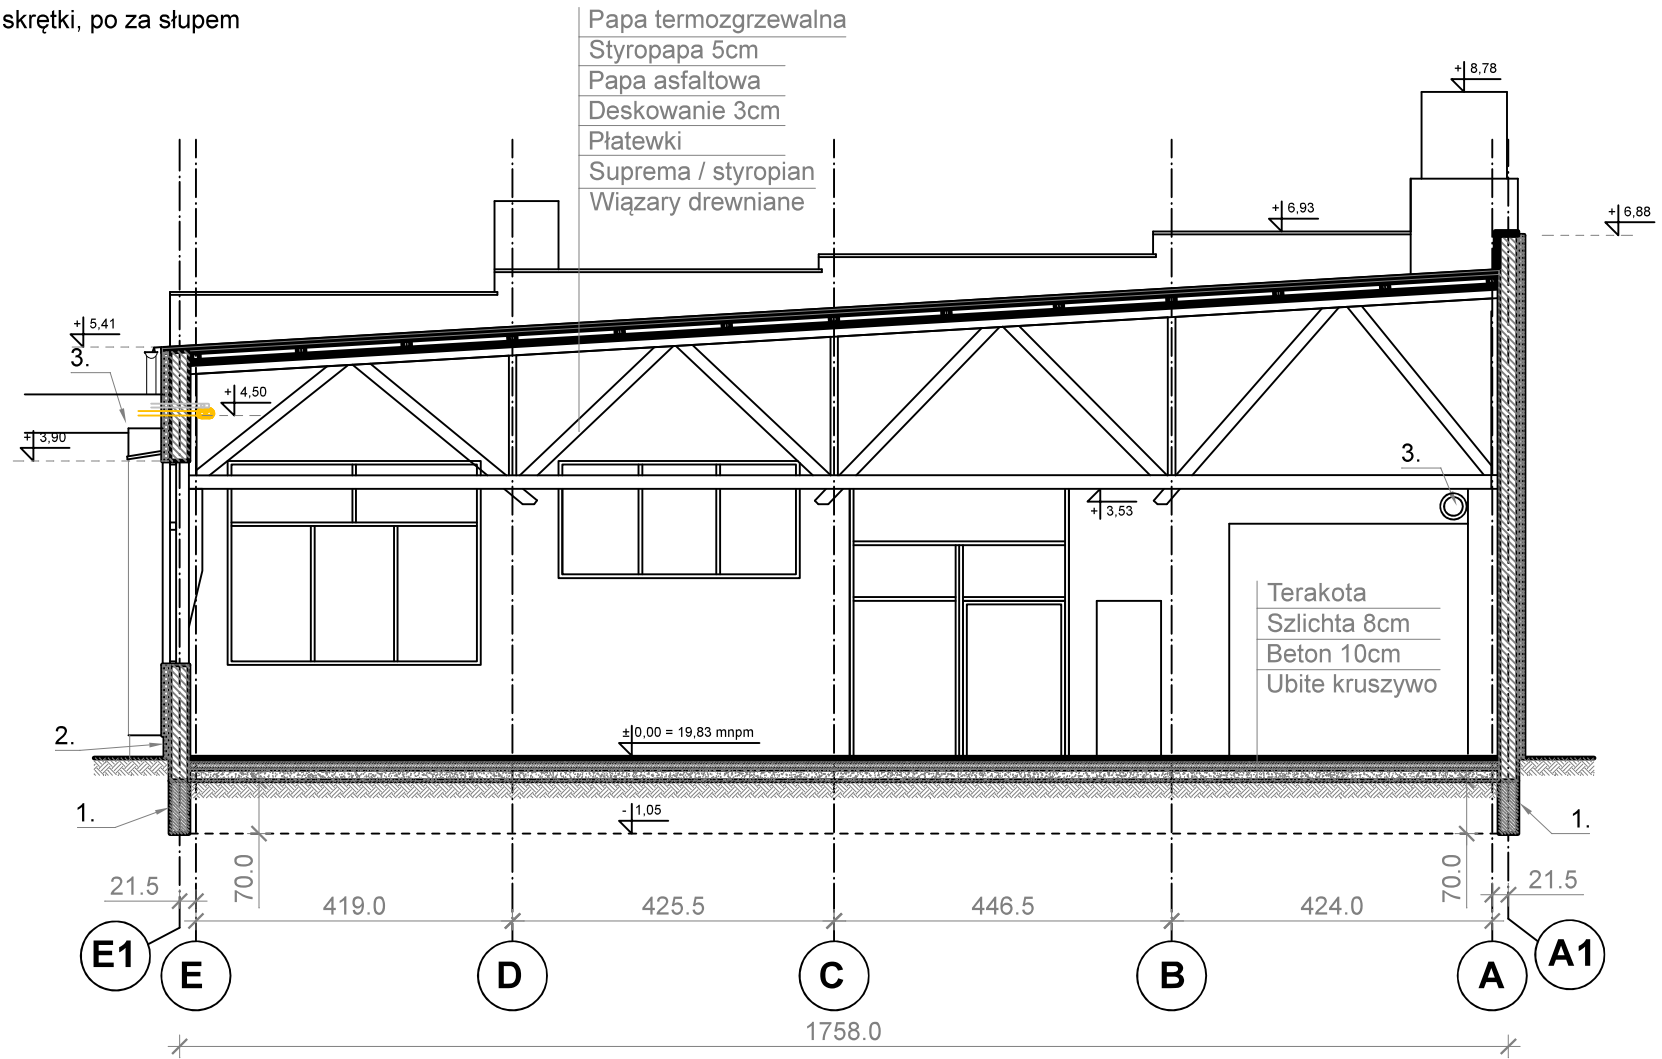 skrętki, po za słupem
Papa termozgrzewalna
Styropapa 5cm
Papa asfaltowa
Deskowanie 3cm
Płatewki
Suprema / styropian
Wiązary drewniane
+ 8,78
+ 6,93
+ 6,88
+ 5,41
3.
+ 4,50
+ 3,90
3.
+ 3,53
Terakota
Szlichta 8cm
Beton 10cm
Ubite kruszywo
2.
± 0,00 = 19,83 mnpm
1.
- 1,05
1.
70.0
70.0
21.5
21.5
419.0
425.5
446.5
424.0
E1
E
D
C
B
A
A1
1758.0